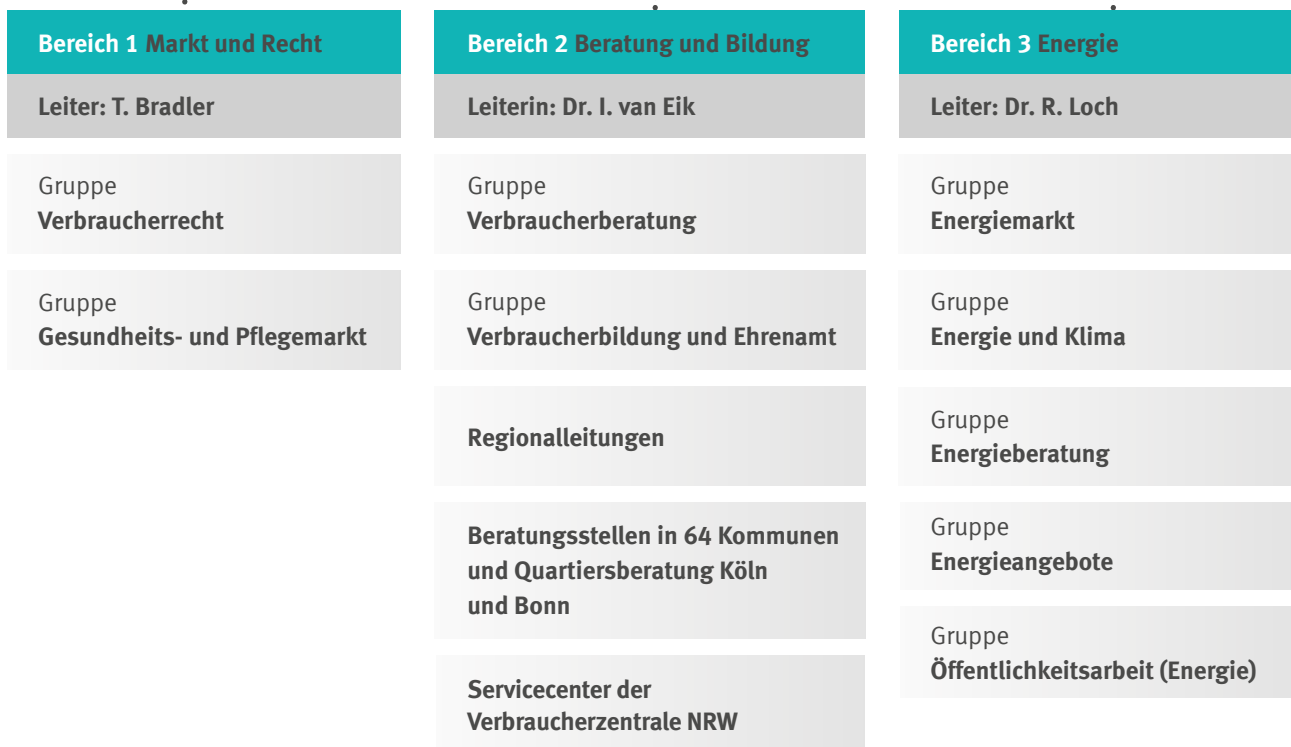 Bereich 1 Markt und Recht
Leiter: T. Bradler
Gruppe
Verbraucherrecht
Gruppe
Gesundheits- und Pflegemarkt
Bereich 2 Beratung und Bildung
Leiterin: Dr. I. van Eik
Gruppe
Verbraucherberatung
Gruppe
Verbraucherbildung und Ehrenamt
Regionalleitungen
Beratungsstellen in 64 Kommunen
und Quartiersberatung Köln
und Bonn
Servicecenter der
Verbraucherzentrale NRW
Bereich 3 Energie
Leiter: Dr. R. Loch
Gruppe
Energiemarkt
Gruppe
Energie und Klima
Gruppe
Energieberatung
Gruppe
Energieangebote
Gruppe
Öffentlichkeitsarbeit (Energie)